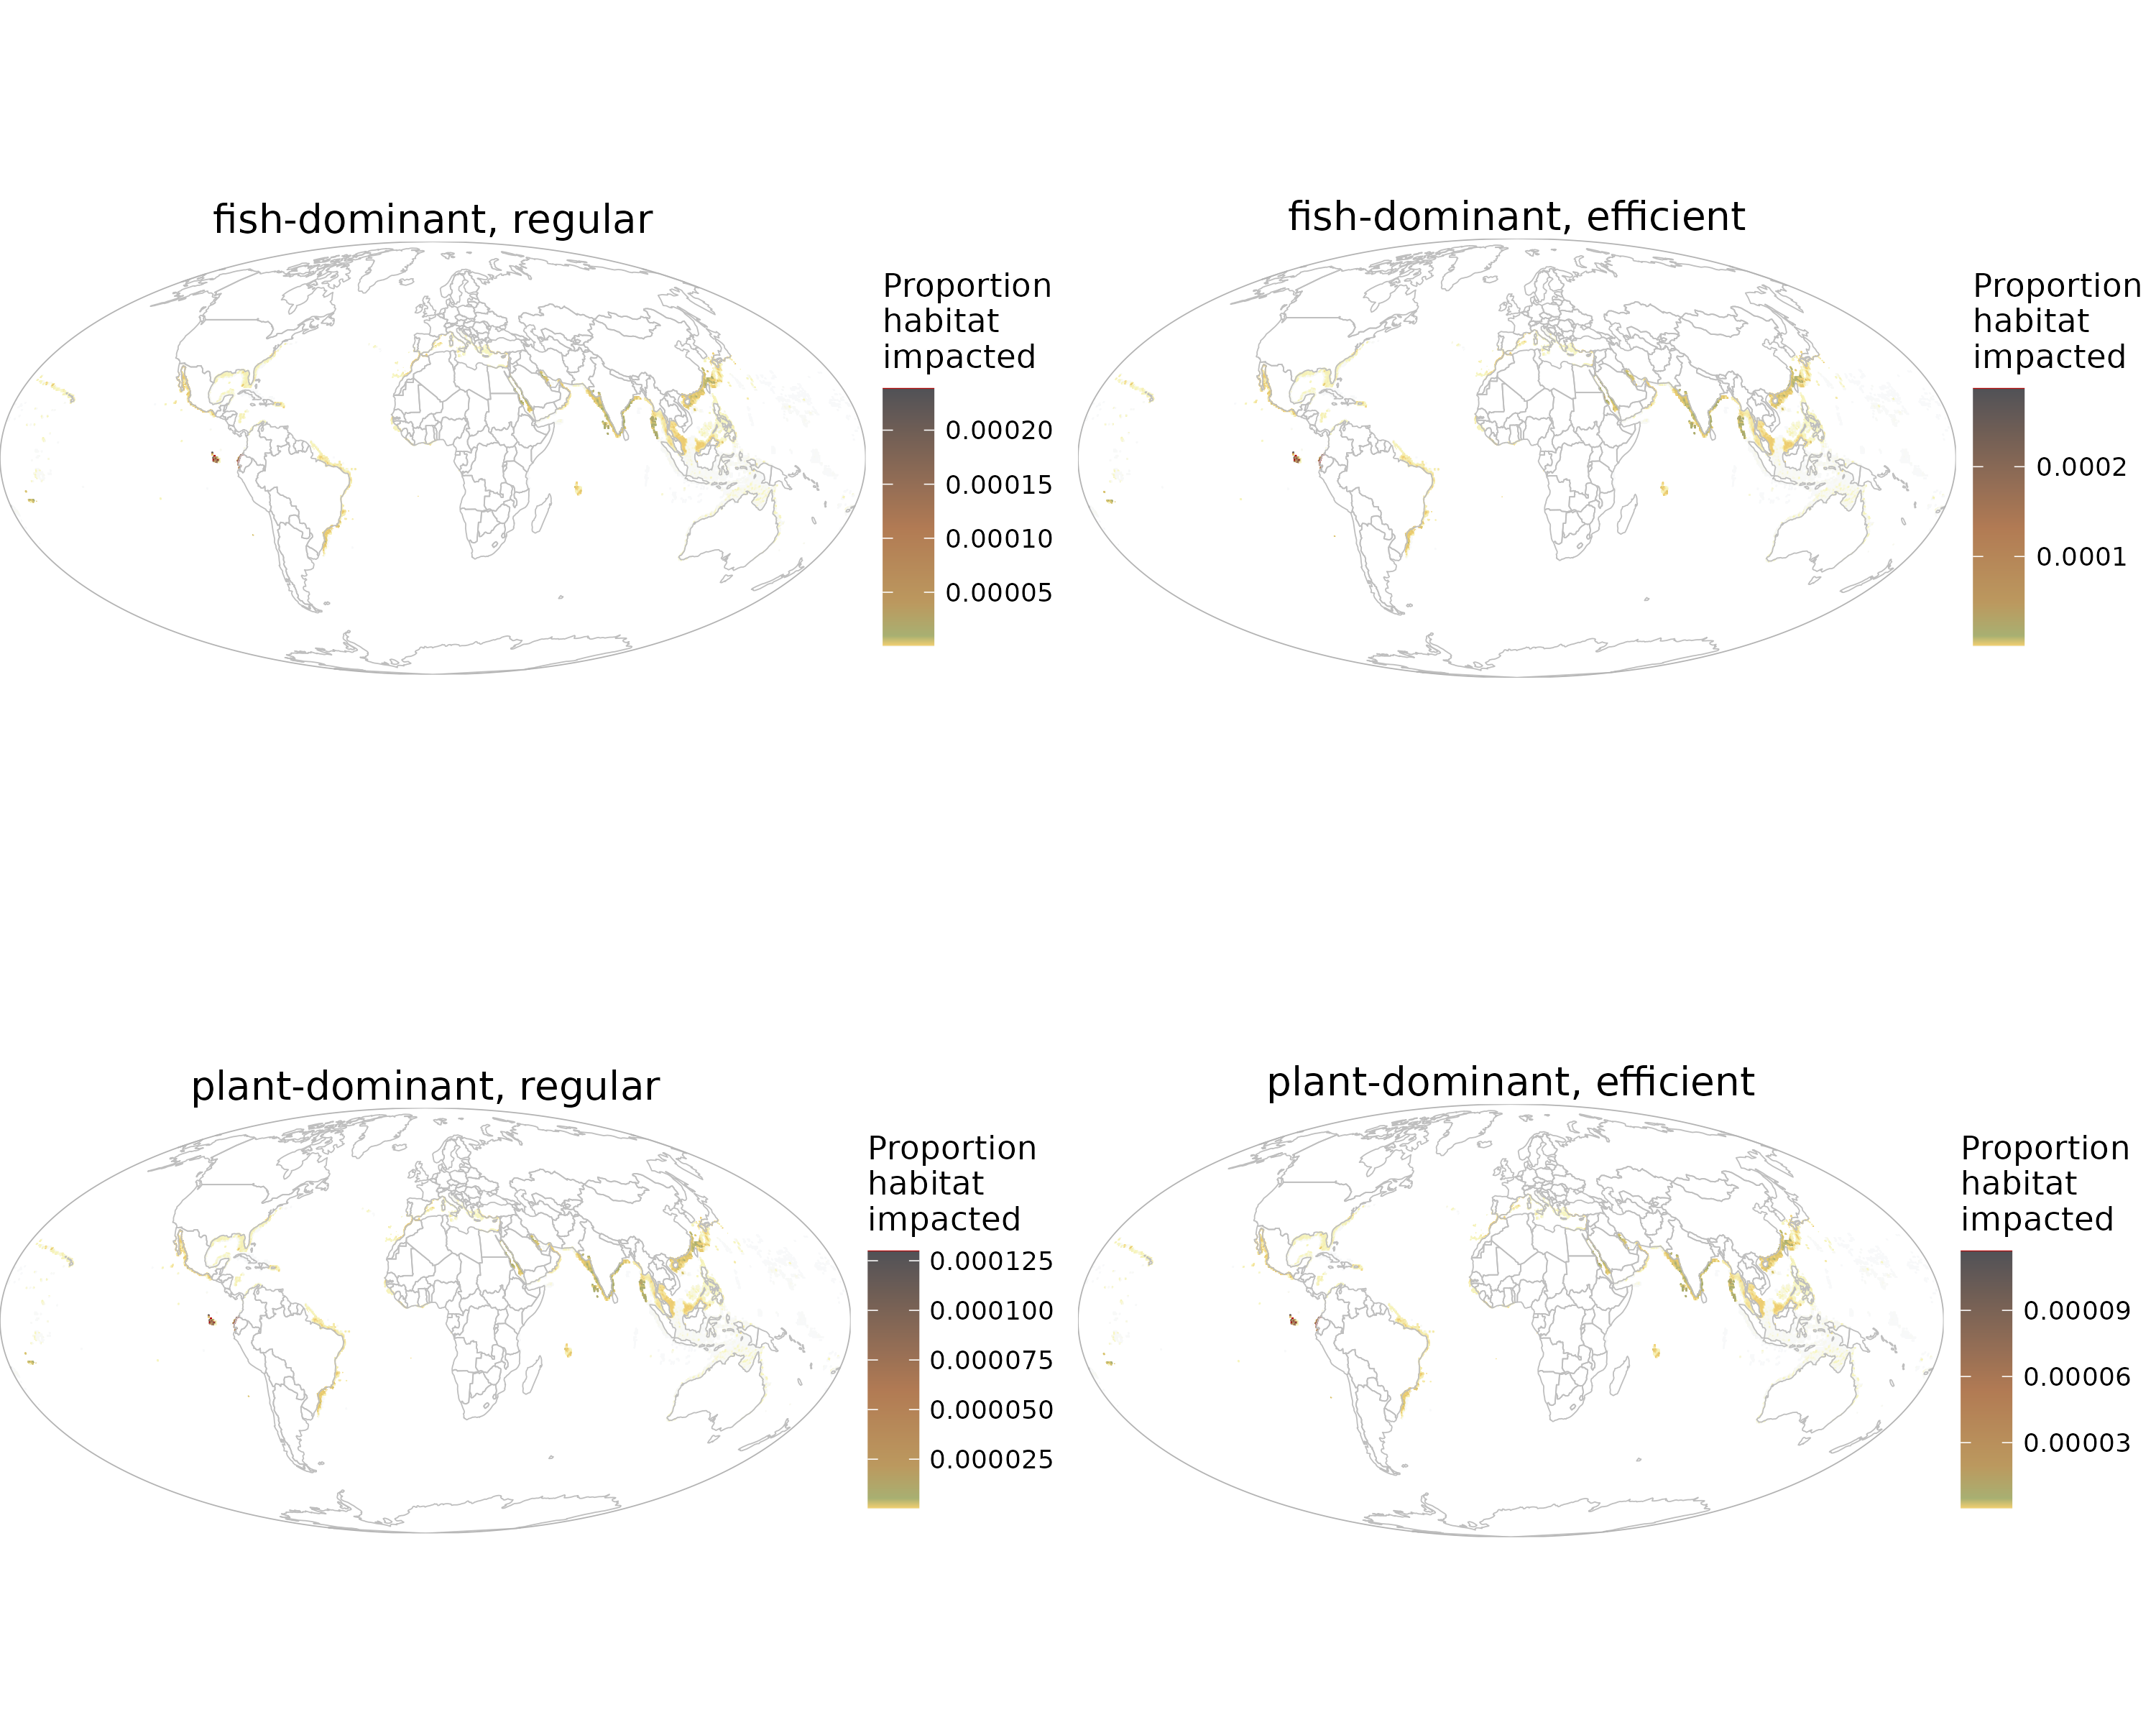 fish-dominant, regular
Proportion
habitat
impacted
0.00020
0.00015
0.00010
0.00005
fish-dominant, efficient
Proportion
habitat
impacted
0.0002
0.0001
plant-dominant, regular
Proportion
habitat
impacted
0.000125
0.000100
0.000075
0.000050
0.000025
plant-dominant, efficient
Proportion
habitat
impacted
0.00009
0.00006
0.00003